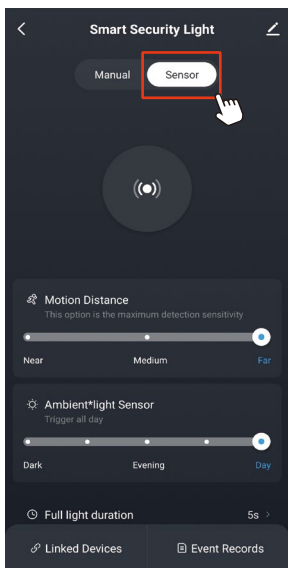 Smart Security Light
Manual Sensor
Motion Distance
This option is the maximum detection sensitivity
Near Medium Far
Ambient*light Sensor
Trigger all day
Dark Evening Day
Full light duration 5s
Linked Devices Event Records